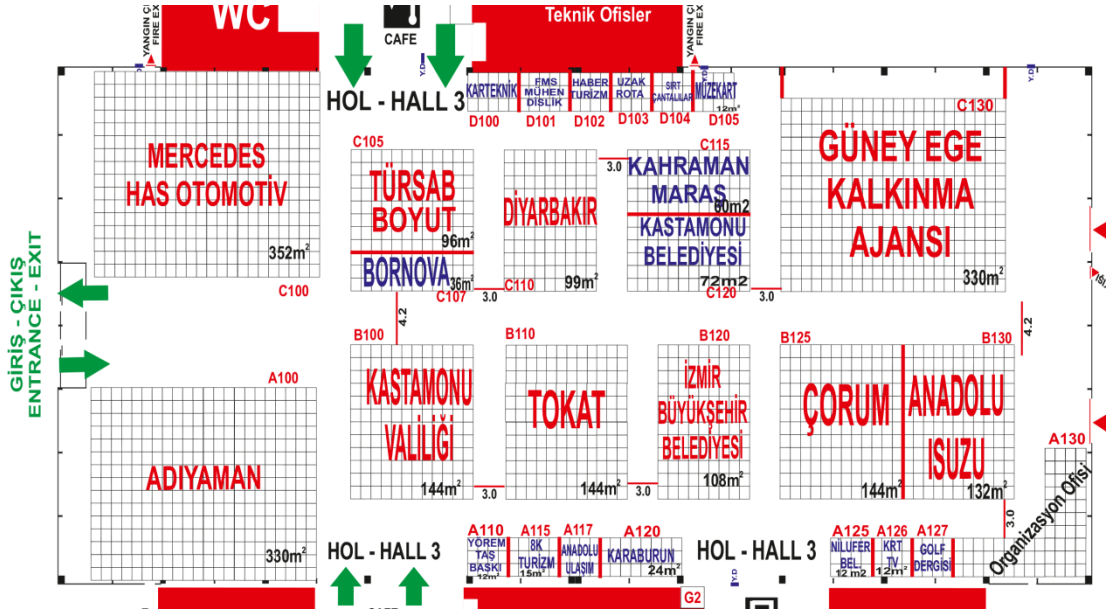 WC
YANGIN Ç
FIRE EX
CAFE
Teknik Ofisler
YANGIN Ç
FIRE EX
Y.D
Y.D
Y.D
Y.D
HOL - HALL 3
KARTEKNİK
FMS
MÜHEN
DİSLİK
HABER
TURİZM
UZAK
ROTA
SIRT
ÇANTALILAR
MÜZEKART
12m²
D100
D101
D102
D103
D104
D105
C130
MERCEDES
HAS OTOMOTİV
352m²
C100
C105
TÜRSAB
BOYUT
96m²
BORNOVA
36m²
C107
3.0
DİYARBAKIR
C110
99m²
3.0
C115
KAHRAMAN
MARAŞ
60m2
KASTAMONU
BELEDİYESİ
72m2
C120
3.0
GÜNEY EGE
KALKINMA
AJANSI
330m²
GİRİŞ - ÇIKIŞ
ENTRANCE - EXIT
4.2
4.2
A100
ADIYAMAN
330m²
B100
KASTAMONU
VALİLİĞİ
144m²
3.0
B110
TOKAT
144m²
3.0
B120
İZMİR
BÜYÜKŞEHİR
BELEDİYESİ
108m²
B125
ÇORUM
144m²
B130
ANADOLU
ISUZU
132m²
3.0
A130
Organizasyon Ofisi
HOL - HALL 3
A110
YÖREM
TAŞ
BASKI
12m²
A115
8K
TURİZM
15m²
A117
ANADOLU
ULAŞIM
A120
KARABURUN
24m²
HOL - HALL 3
A125
NİLUFER
BEL.
12 m2
A126
KRT
TV
12m²
A127
GOLF
DERGİSİ
Y.D
G2
CAFE